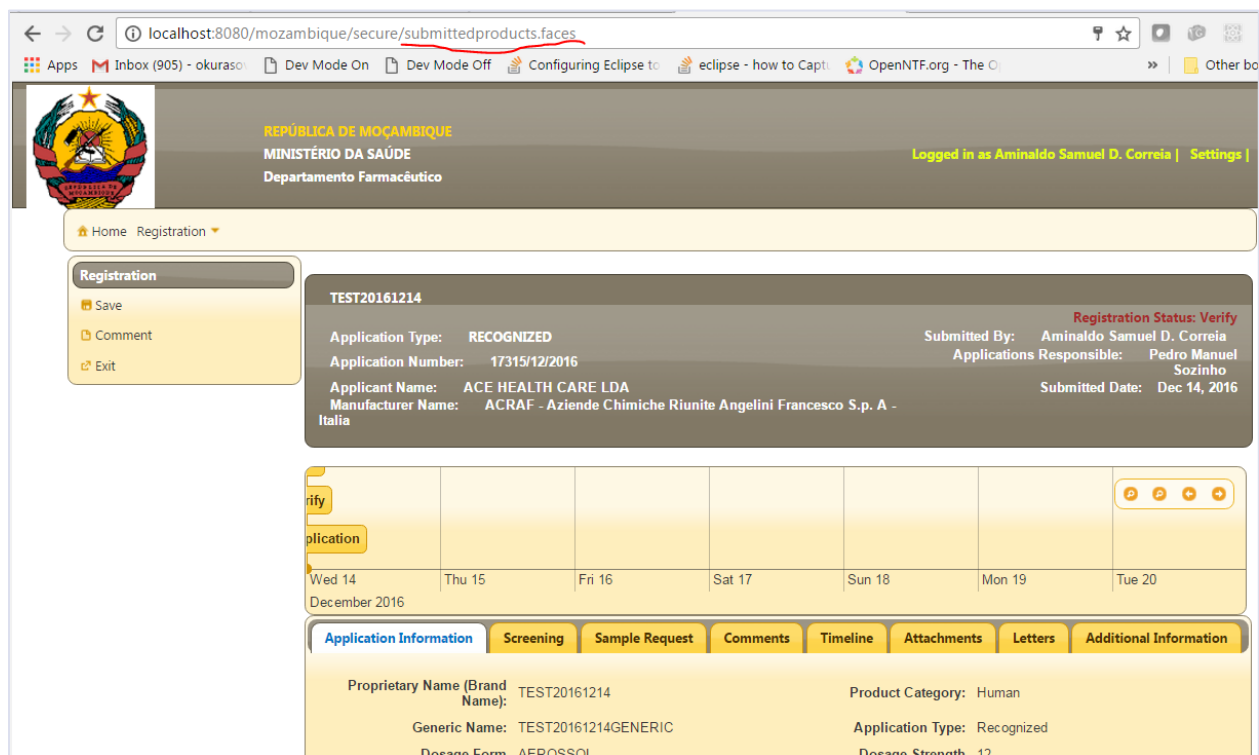 localhost:8080/mozambique/secure/submittedproducts.faces
Apps Inbox (905) - okuraso Dev Mode On Dev Mode Off Configuring Eclipse to eclipse - how to Captu OpenNTF.org - The O » Other bo
REPÚBLICA DE MOÇAMBIQUE
MINISTÉRIO DA SAÚDE
Logged in as Aminaldo Samuel D. Correia | Settings |
Departamento Farmacêutico
Home Registration
Registration
Save
Comment
Exit
TEST20161214
Registration Status: Verify
Application Type: RECOGNIZED
Submitted By: Aminaldo Samuel D. Correia
Application Number: 17315/12/2016
Applications Responsible: Pedro Manuel
Sozinho
Applicant Name: ACE HEALTH CARE LDA
Submitted Date: Dec 14, 2016
Manufacturer Name: ACRAF - Aziende Chimiche Riunite Angelini Francesco S.p. A -
Italia
rify
plication
Wed 14 Thu 15 Fri 16 Sat 17 Sun 18 Mon 19 Tue 20
December 2016
Application Information Screening Sample Request Comments Timeline Attachments Letters Additional Information
Proprietary Name (Brand
Name): TEST20161214 Product Category: Human
Generic Name: TEST20161214GENERIC Application Type: Recognized
Dosage Form AEROSSOL Dosage Strength 12